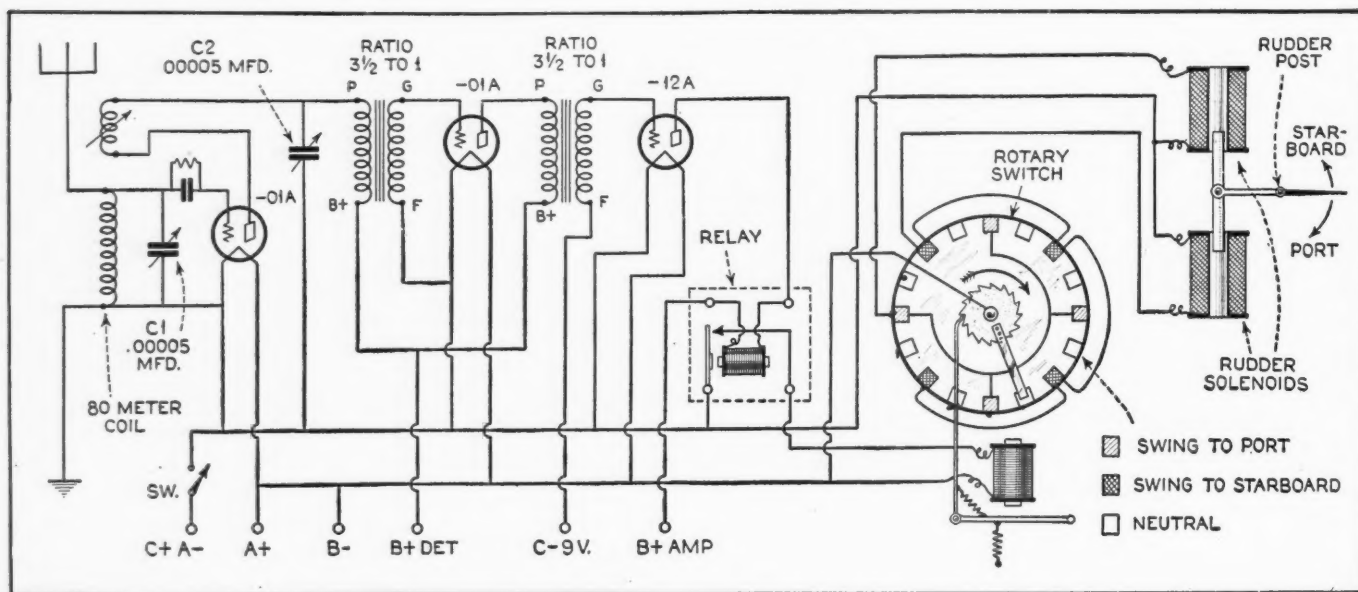 C2
.00005 MFD.
RATIO
3½ TO 1
P
G
-01A
RATIO
3½ TO 1
P
G
-12A
B+
F
B+
F
-01A
C1
.00005
MFD.
80 METER
COIL
SW.
C+ A-
A+
B-
B+ DET
C-9V.
B+ AMP
RELAY
ROTARY
SWITCH
RUDDER
POST
STAR-
BOARD
PORT
RUDDER
SOLENOIDS
SWING TO PORT
SWING TO STARBOARD
NEUTRAL